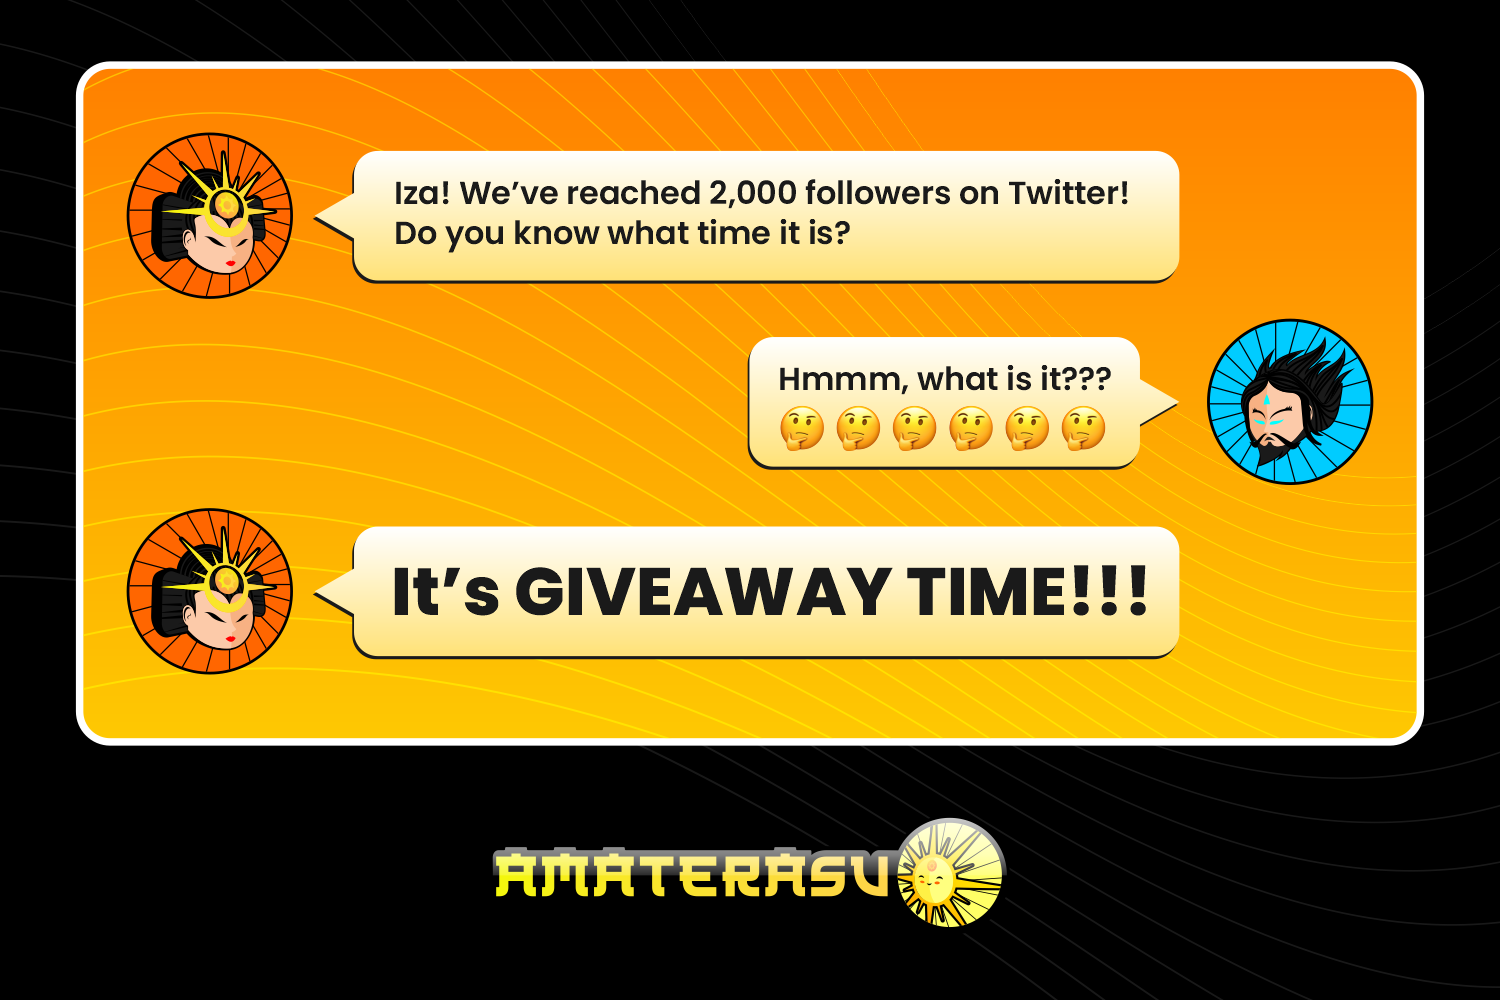 Iza! We’ve reached 2,000 followers on Twitter!
Do you know what time it is?
Hmmm, what is it???
🤔🤔🤔🤔🤔🤔
It’s GIVEAWAY TIME!!!
AMATERASU